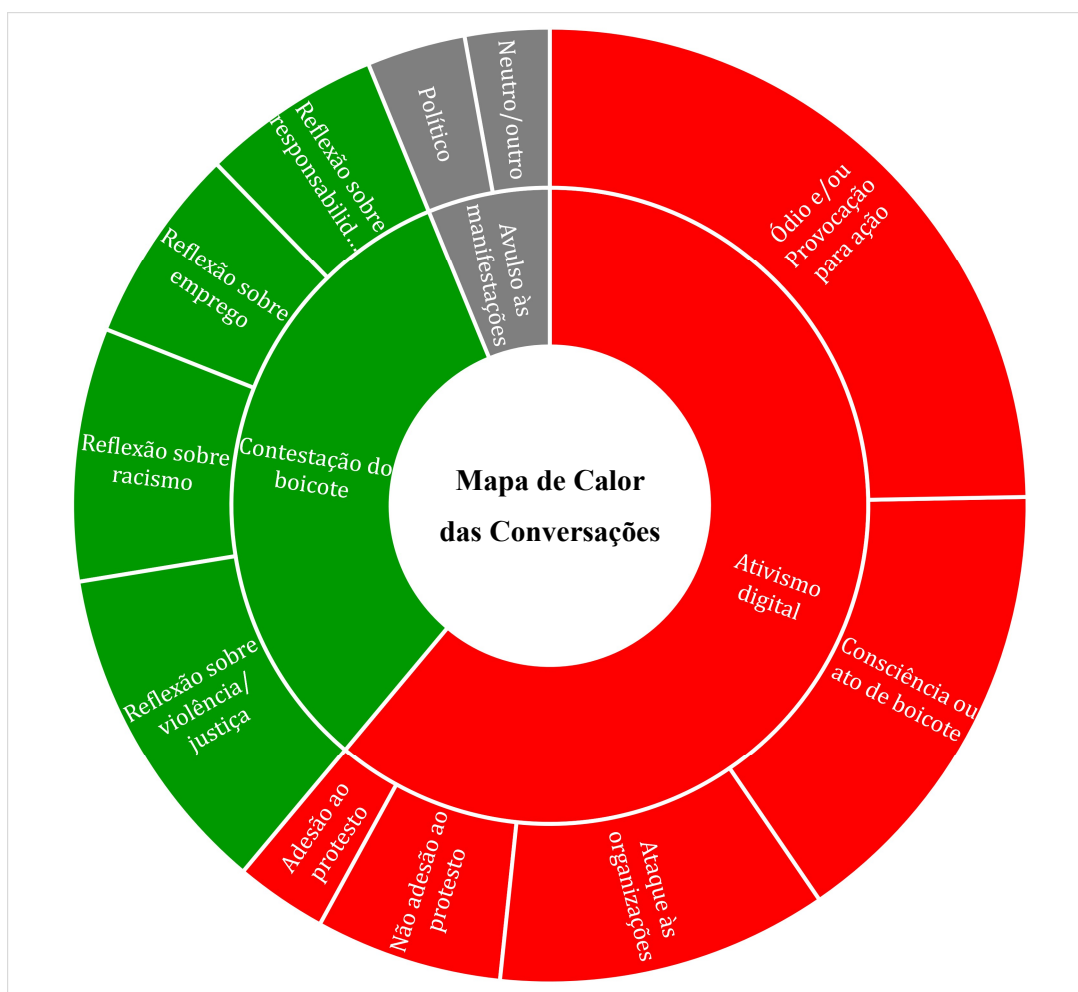 Mapa de Calor
das Conversações
Ativismo
digital
Ódio e/ou
Provocação
para ação
Consciência ou
ato de boicote
Ataque às
organizações
Não adesão ao
protesto
Adesão ao
protesto
Contestação do
boicote
Reflexão sobre
violência/
justiça
Reflexão sobre
racismo
Reflexão sobre
emprego
Reflexão sobre
responsabilid...
Avulso às
manifestações
Político
Neutro/outro